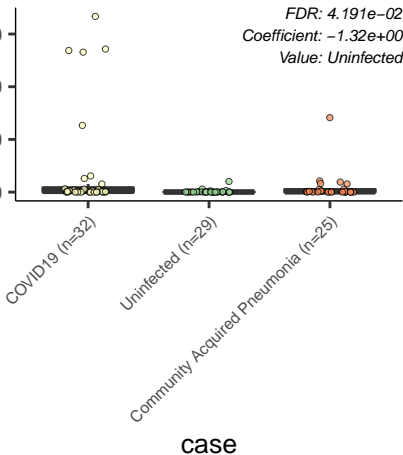 FDR: 4.191e−02
Coefficient: −1.32e+00
Value: Uninfected
COVID19 (n=32)
Uninfected (n=29)
Community Acquired Pneumonia (n=25)
case